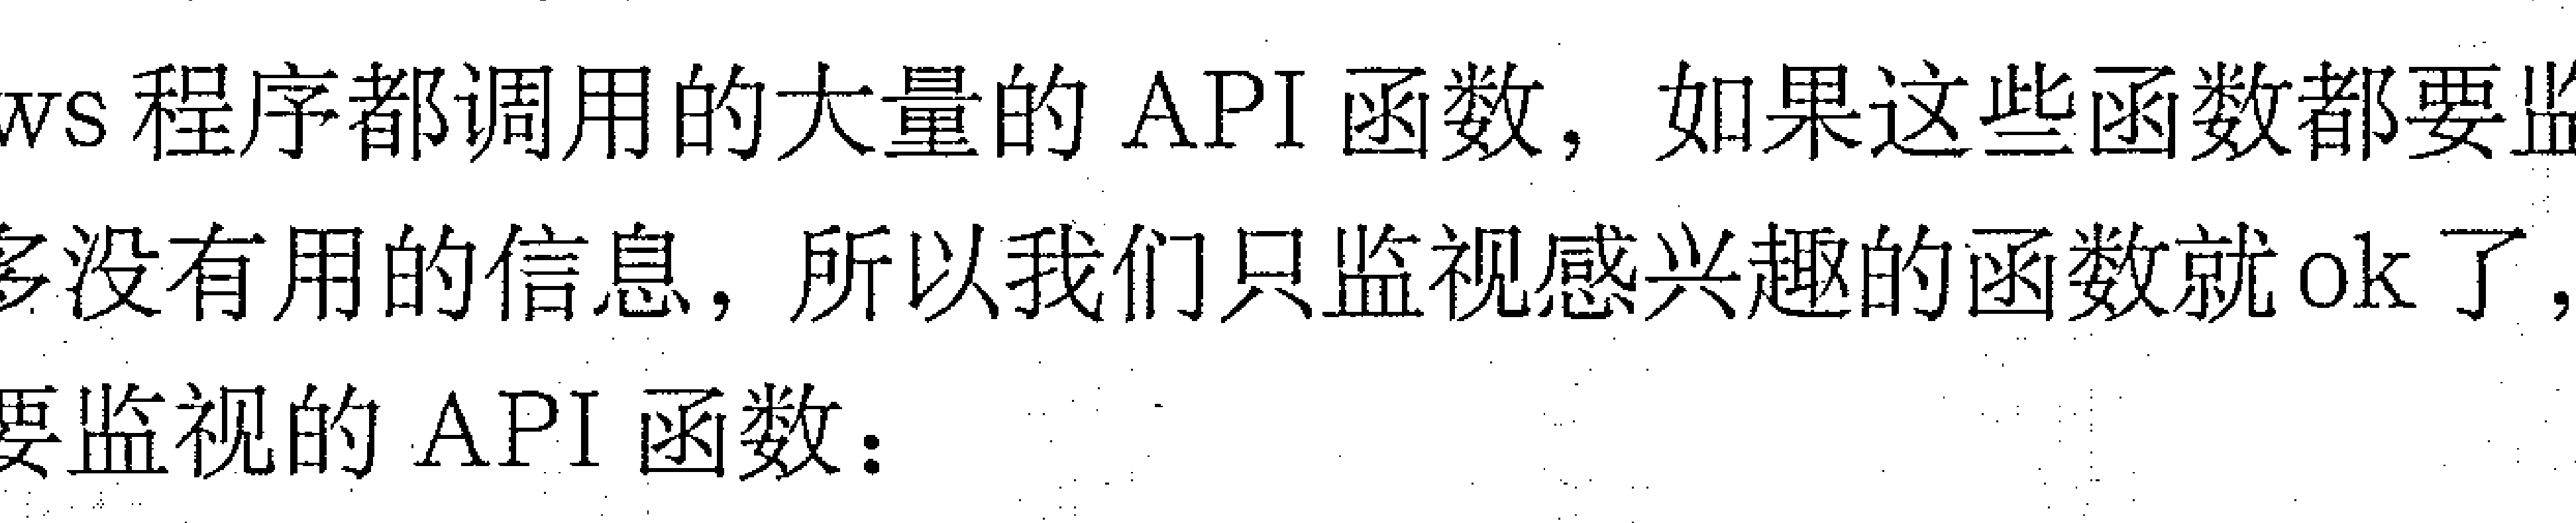 ws 程序都调用的大量的 API 函数，如果这些函数都要监
多没有用的信息，所以我们只监视感兴趣的函数就 ok 了，
要监视的 API 函数：